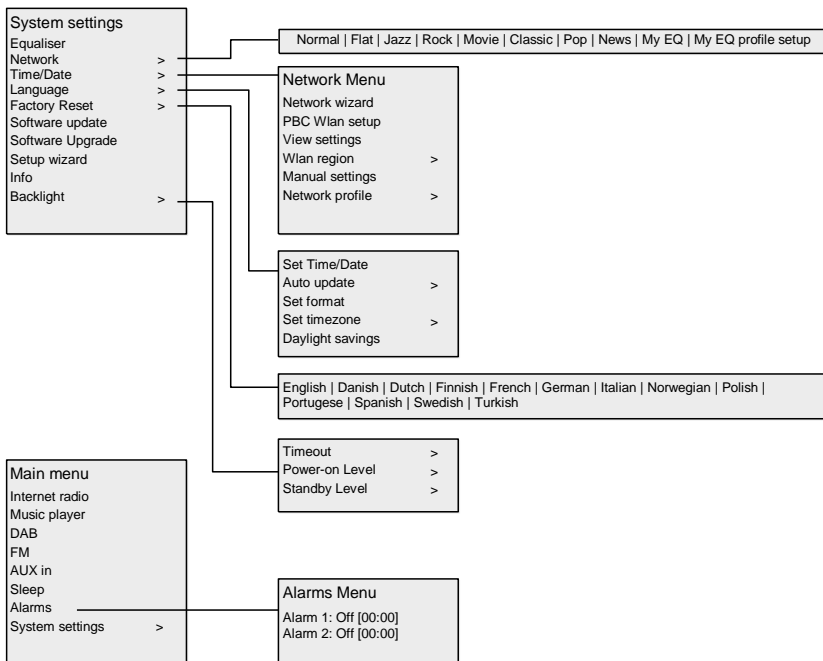 System settings
Equaliser
Network >
Time/Date >
Language >
Factory Reset >
Software update
Software Upgrade
Setup wizard
Info
Backlight >
Normal | Flat | Jazz | Rock | Movie | Classic | Pop | News | My EQ | My EQ profile setup
Network Menu
Network wizard
PBC Wlan setup
View settings
Wlan region >
Manual settings
Network profile >
Set Time/Date
Auto update >
Set format
Set timezone >
Daylight savings
English | Danish | Dutch | Finnish | French | German | Italian | Norwegian | Polish |
Portugese | Spanish | Swedish | Turkish
Timeout >
Power-on Level >
Standby Level >
Main menu
Internet radio
Music player
DAB
FM
AUX in
Sleep
Alarms
System settings >
Alarms Menu
Alarm 1: Off [00:00]
Alarm 2: Off [00:00]